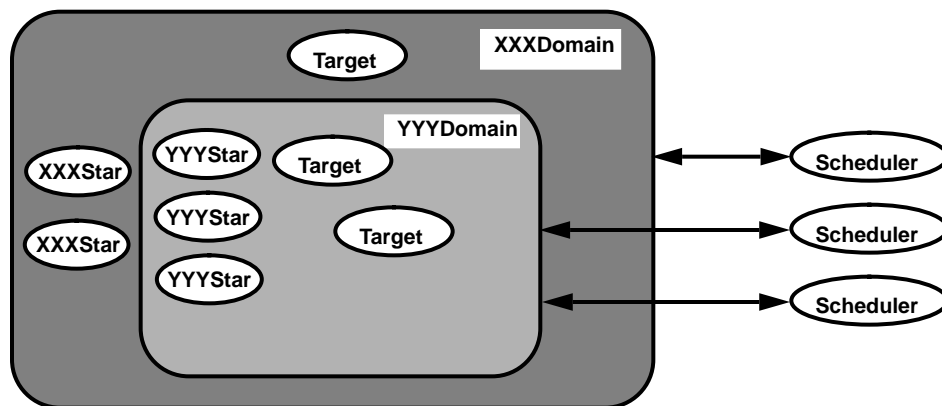 XXXDomain
Target
YYYDomain
YYYStar
Target
XXXStar
Scheduler
YYYStar
Target
XXXStar
Scheduler
YYYStar
Scheduler